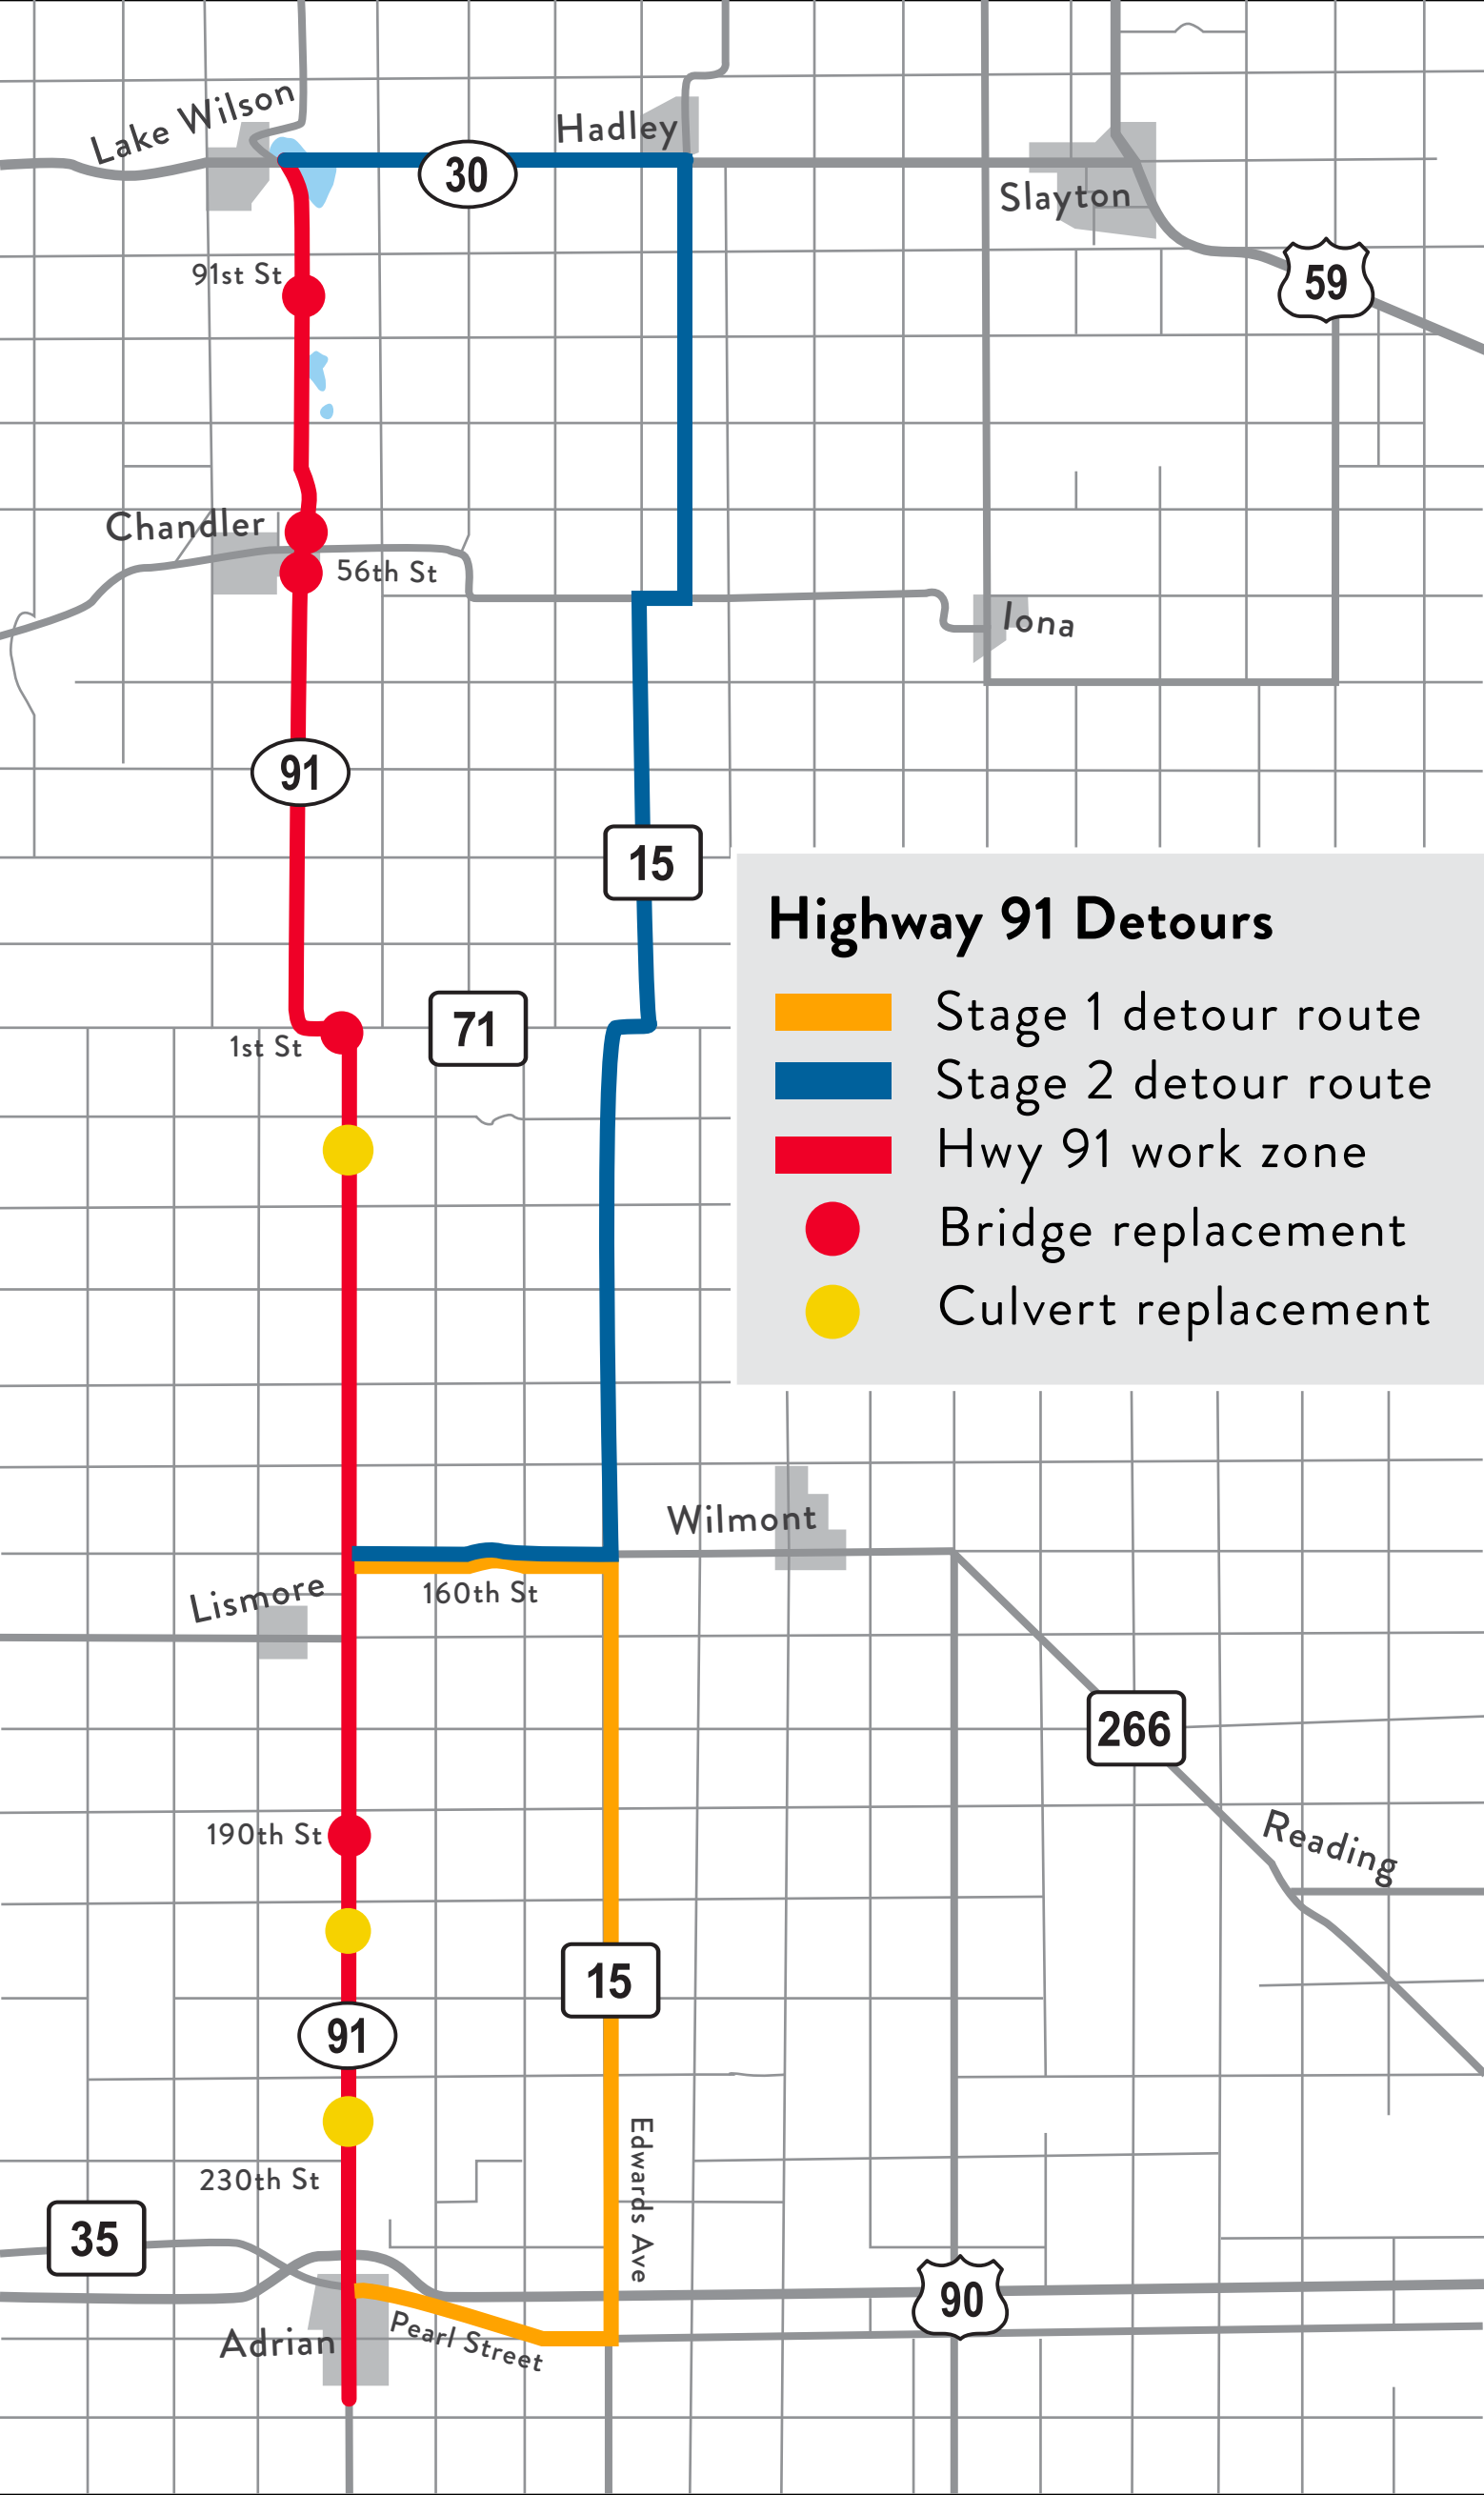 Lake Wilson
Hadley
30
Slayton
91st St
59
Chandler
56th St
Iona
91
15
Highway 91 Detours
Stage 1 detour route
Stage 2 detour route
Hwy 91 work zone
Bridge replacement
Culvert replacement
71
1st St
Wilmont
160th St
Lismore
266
190th St
Reading
15
91
Edwards Ave
230th St
35
90
Pearl Street
Adrian